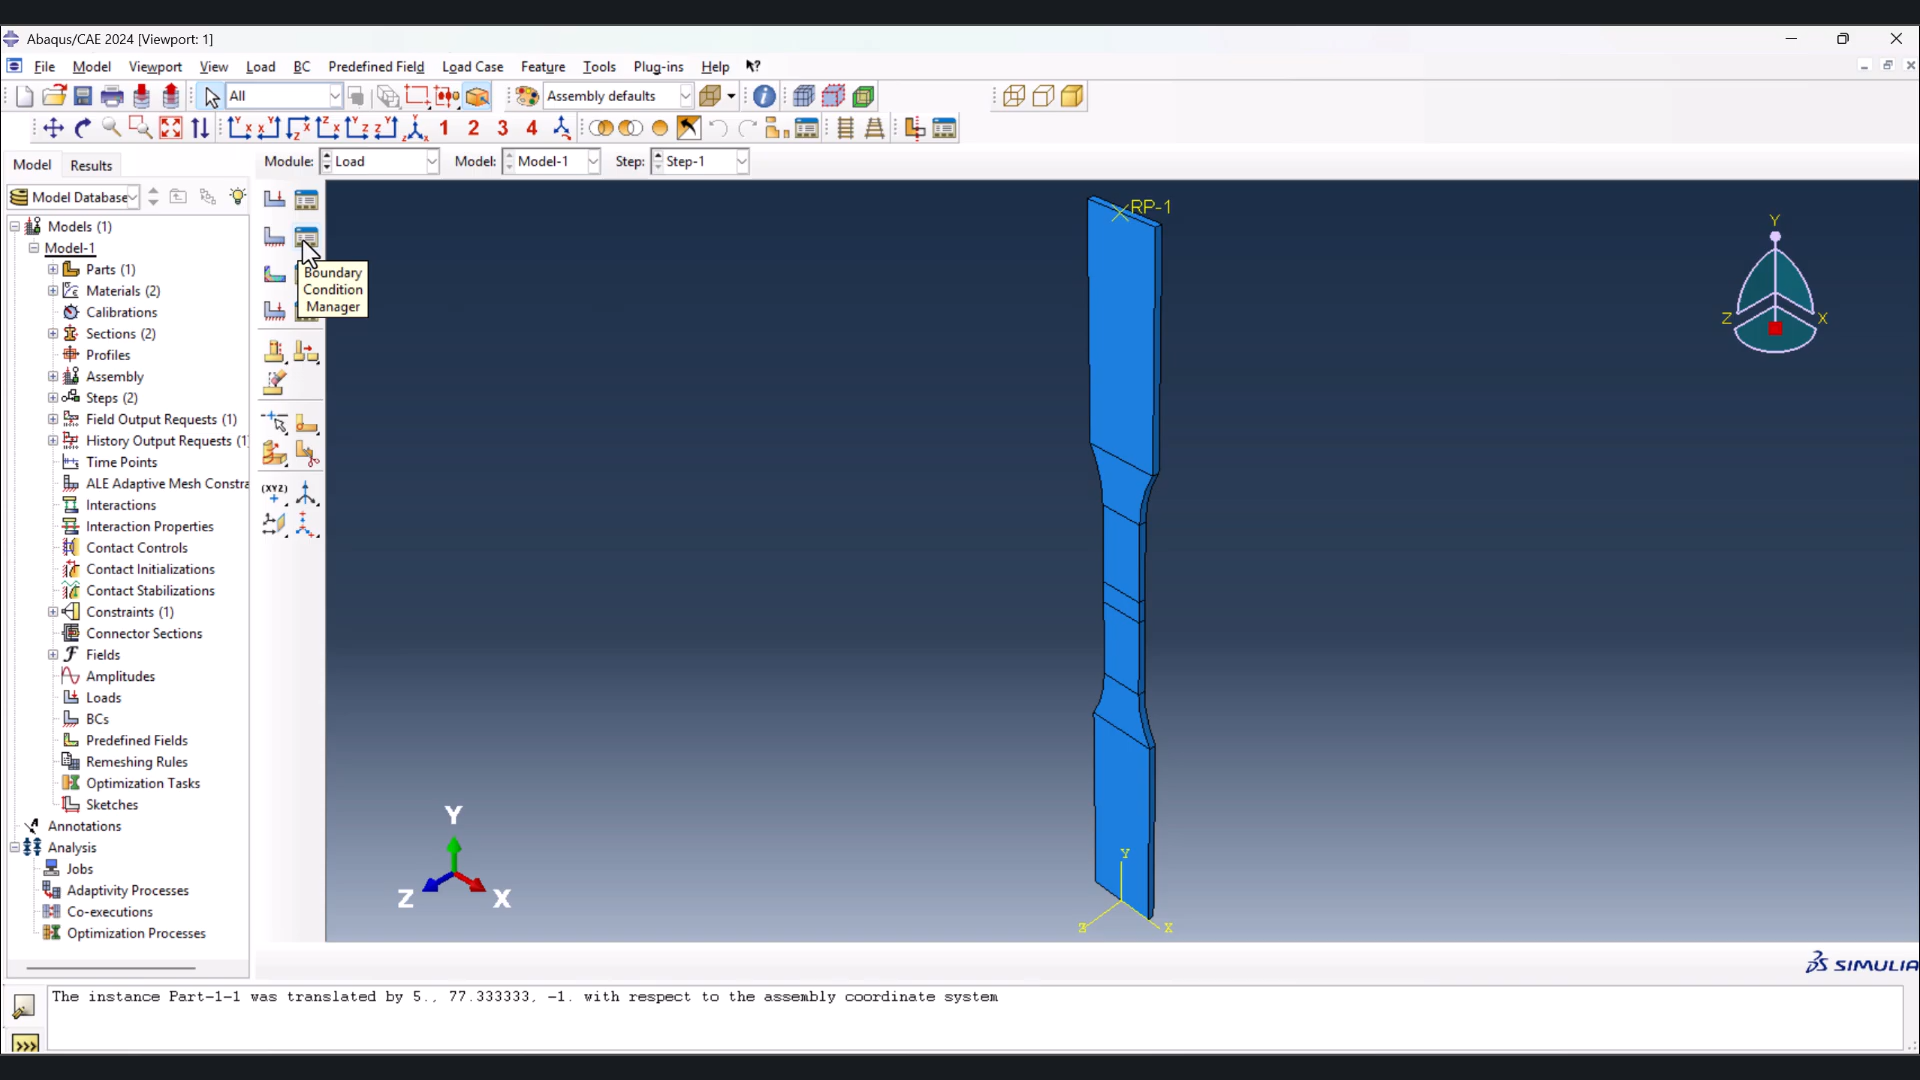 Abaqus/CAE 2024 [Viewport: 1]
File Model Viewport View Load BC Predefined Field Load Case Feature Tools Plug-ins Help
All Assembly defaults
1 2 3 4
Model Results Module: Load Model: Model-1 Step: Step-1
Model Database
Models (1)
Model-1
Parts (1)
Materials (2)
Calibrations
Sections (2)
Profiles
Assembly
Steps (2)
Field Output Requests (1)
History Output Requests (1)
Time Points
ALE Adaptive Mesh Constra
Interactions
Interaction Properties
Contact Controls
Contact Initializations
Contact Stabilizations
Constraints (1)
Connector Sections
Fields
Amplitudes
Loads
BCs
Predefined Fields
Remeshing Rules
Optimization Tasks
Sketches
Annotations
Analysis
Jobs
Adaptivity Processes
Co-executions
Optimization Processes
Boundary
Condition
Manager
(XYZ)
RP-1
Y
Z X
Y
Z X
Y
Z X
SIMULIA
The instance Part-1-1 was translated by 5., 77.333333, -1. with respect to the assembly coordinate system
>>>